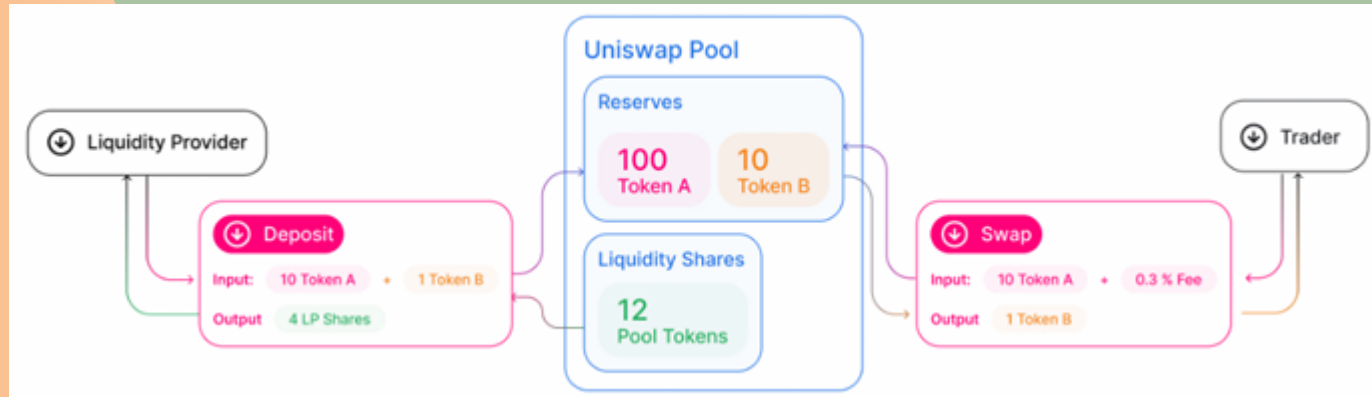 Uniswap Pool
Reserves
100
Token A
10
Token B
Liquidity Shares
12
Pool Tokens
Liquidity Provider
Deposit
Input: 10 Token A + 1 Token B
Output 4 LP Shares
Trader
Swap
Input: 10 Token A + 0.3 % Fee
Output 1 Token B